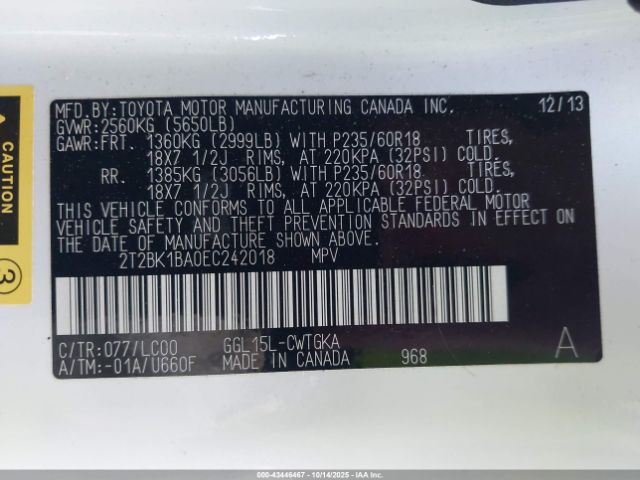 MFD.BY:TOYOTA MOTOR MANUFACTURING CANADA INC. 12/13
GVWR:2560KG (5650LB)
GAWR:FRT. 1360KG (2999LB) WITH P235/60R18 TIRES,
18X7 1/2J RIMS, AT 220KPA (32PSI) COLD.
RR. 1385KG (3056LB) WITH P235/60R18 TIRES,
18X7 1/2J RIMS, AT 220KPA (32PSI) COLD.
THIS VEHICLE CONFORMS TO ALL APPLICABLE FEDERAL MOTOR
VEHICLE SAFETY AND THEFT PREVENTION STANDARDS IN EFFECT ON
THE DATE OF MANUFACTURE SHOWN ABOVE.
2T2BK1BA0EC242018 MPV
C/TR:077/LC00 GGL15L-CWTGKA A
A/TM:-01A/U660F MADE IN CANADA 968
CAUTION
3
000-43446467 - 10/14/2025 - IAAI.COM